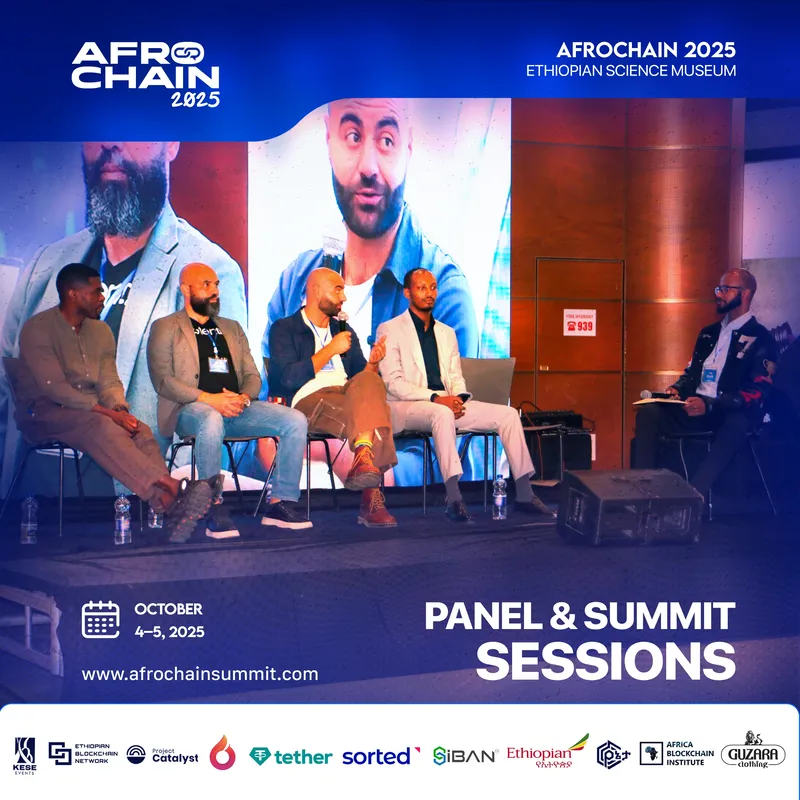 AFRO
CHAIN
2025
AFROCHAIN 2025
ETHIOPIAN SCIENCE MUSEUM
939
OCTOBER
4–5, 2025
www.afrochainsummit.com
PANEL & SUMMIT
SESSIONS
KESE
EVENTS
ETHIOPIAN
BLOCKCHAIN
NETWORK
Project
Catalyst
tether
sorted
SiBAN
Ethiopian
የኢትዮጵያ
AFRICA
BLOCKCHAIN
INSTITUTE
GUZARA
clothing